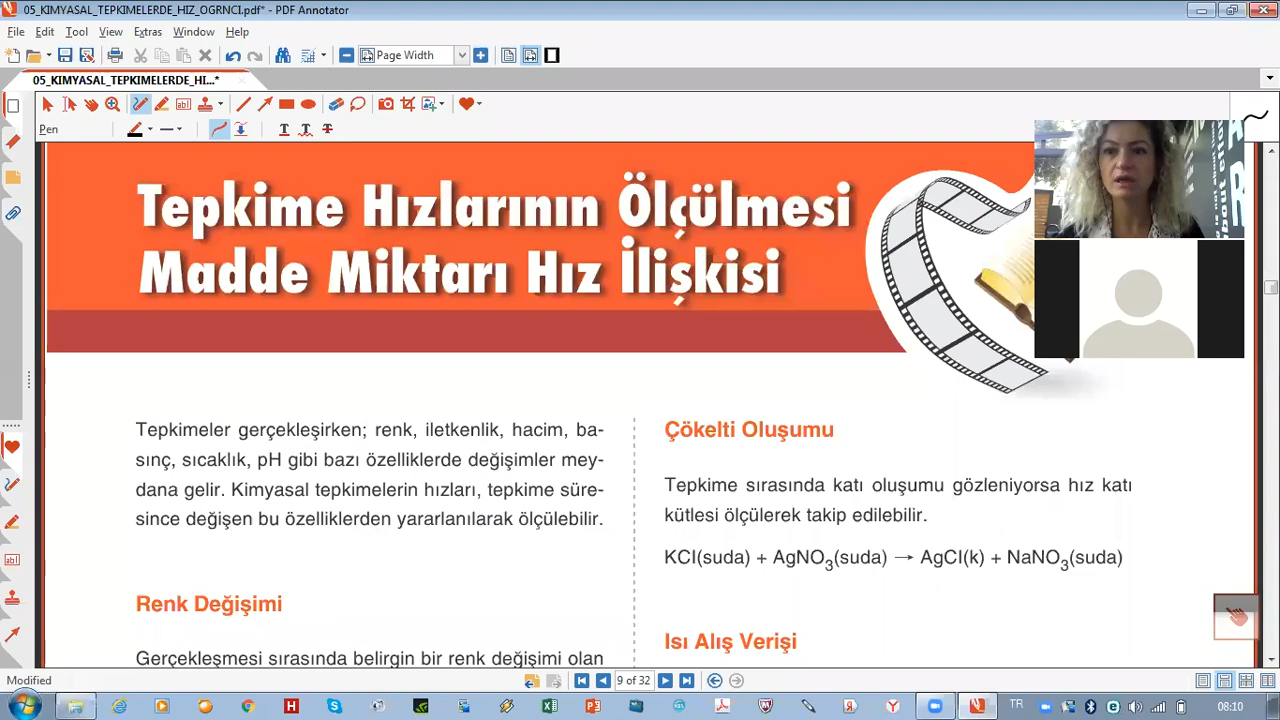 05_KIMYASAL_TEPKIMELERDE_HIZ_OGRNCI.pdf* - PDF Annotator
File Edit Tool View Extras Window Help
Page Width
05_KIMYASAL_TEPKIMELERDE_HI...*
Pen
Tepkime Hızlarının Ölçülmesi
Madde Miktarı Hız İlişkisi
Tepkimeler gerçekleşirken; renk, iletkenlik, hacim, ba-
sınç, sıcaklık, pH gibi bazı özelliklerde değişimler mey-
dana gelir. Kimyasal tepkimelerin hızları, tepkime süre-
since değişen bu özelliklerden yararlanılarak ölçülebilir.
Renk Değişimi
Gerçekleşmesi sırasında belirgin bir renk değişimi olan
Çökelti Oluşumu
Tepkime sırasında katı oluşumu gözleniyorsa hız katı
kütlesi ölçülerek takip edilebilir.
KCl(suda) + AgNO₃(suda) → AgCl(k) + NaNO₃(suda)
Isı Alış Verişi
Modified
9 of 32
TR
08:10